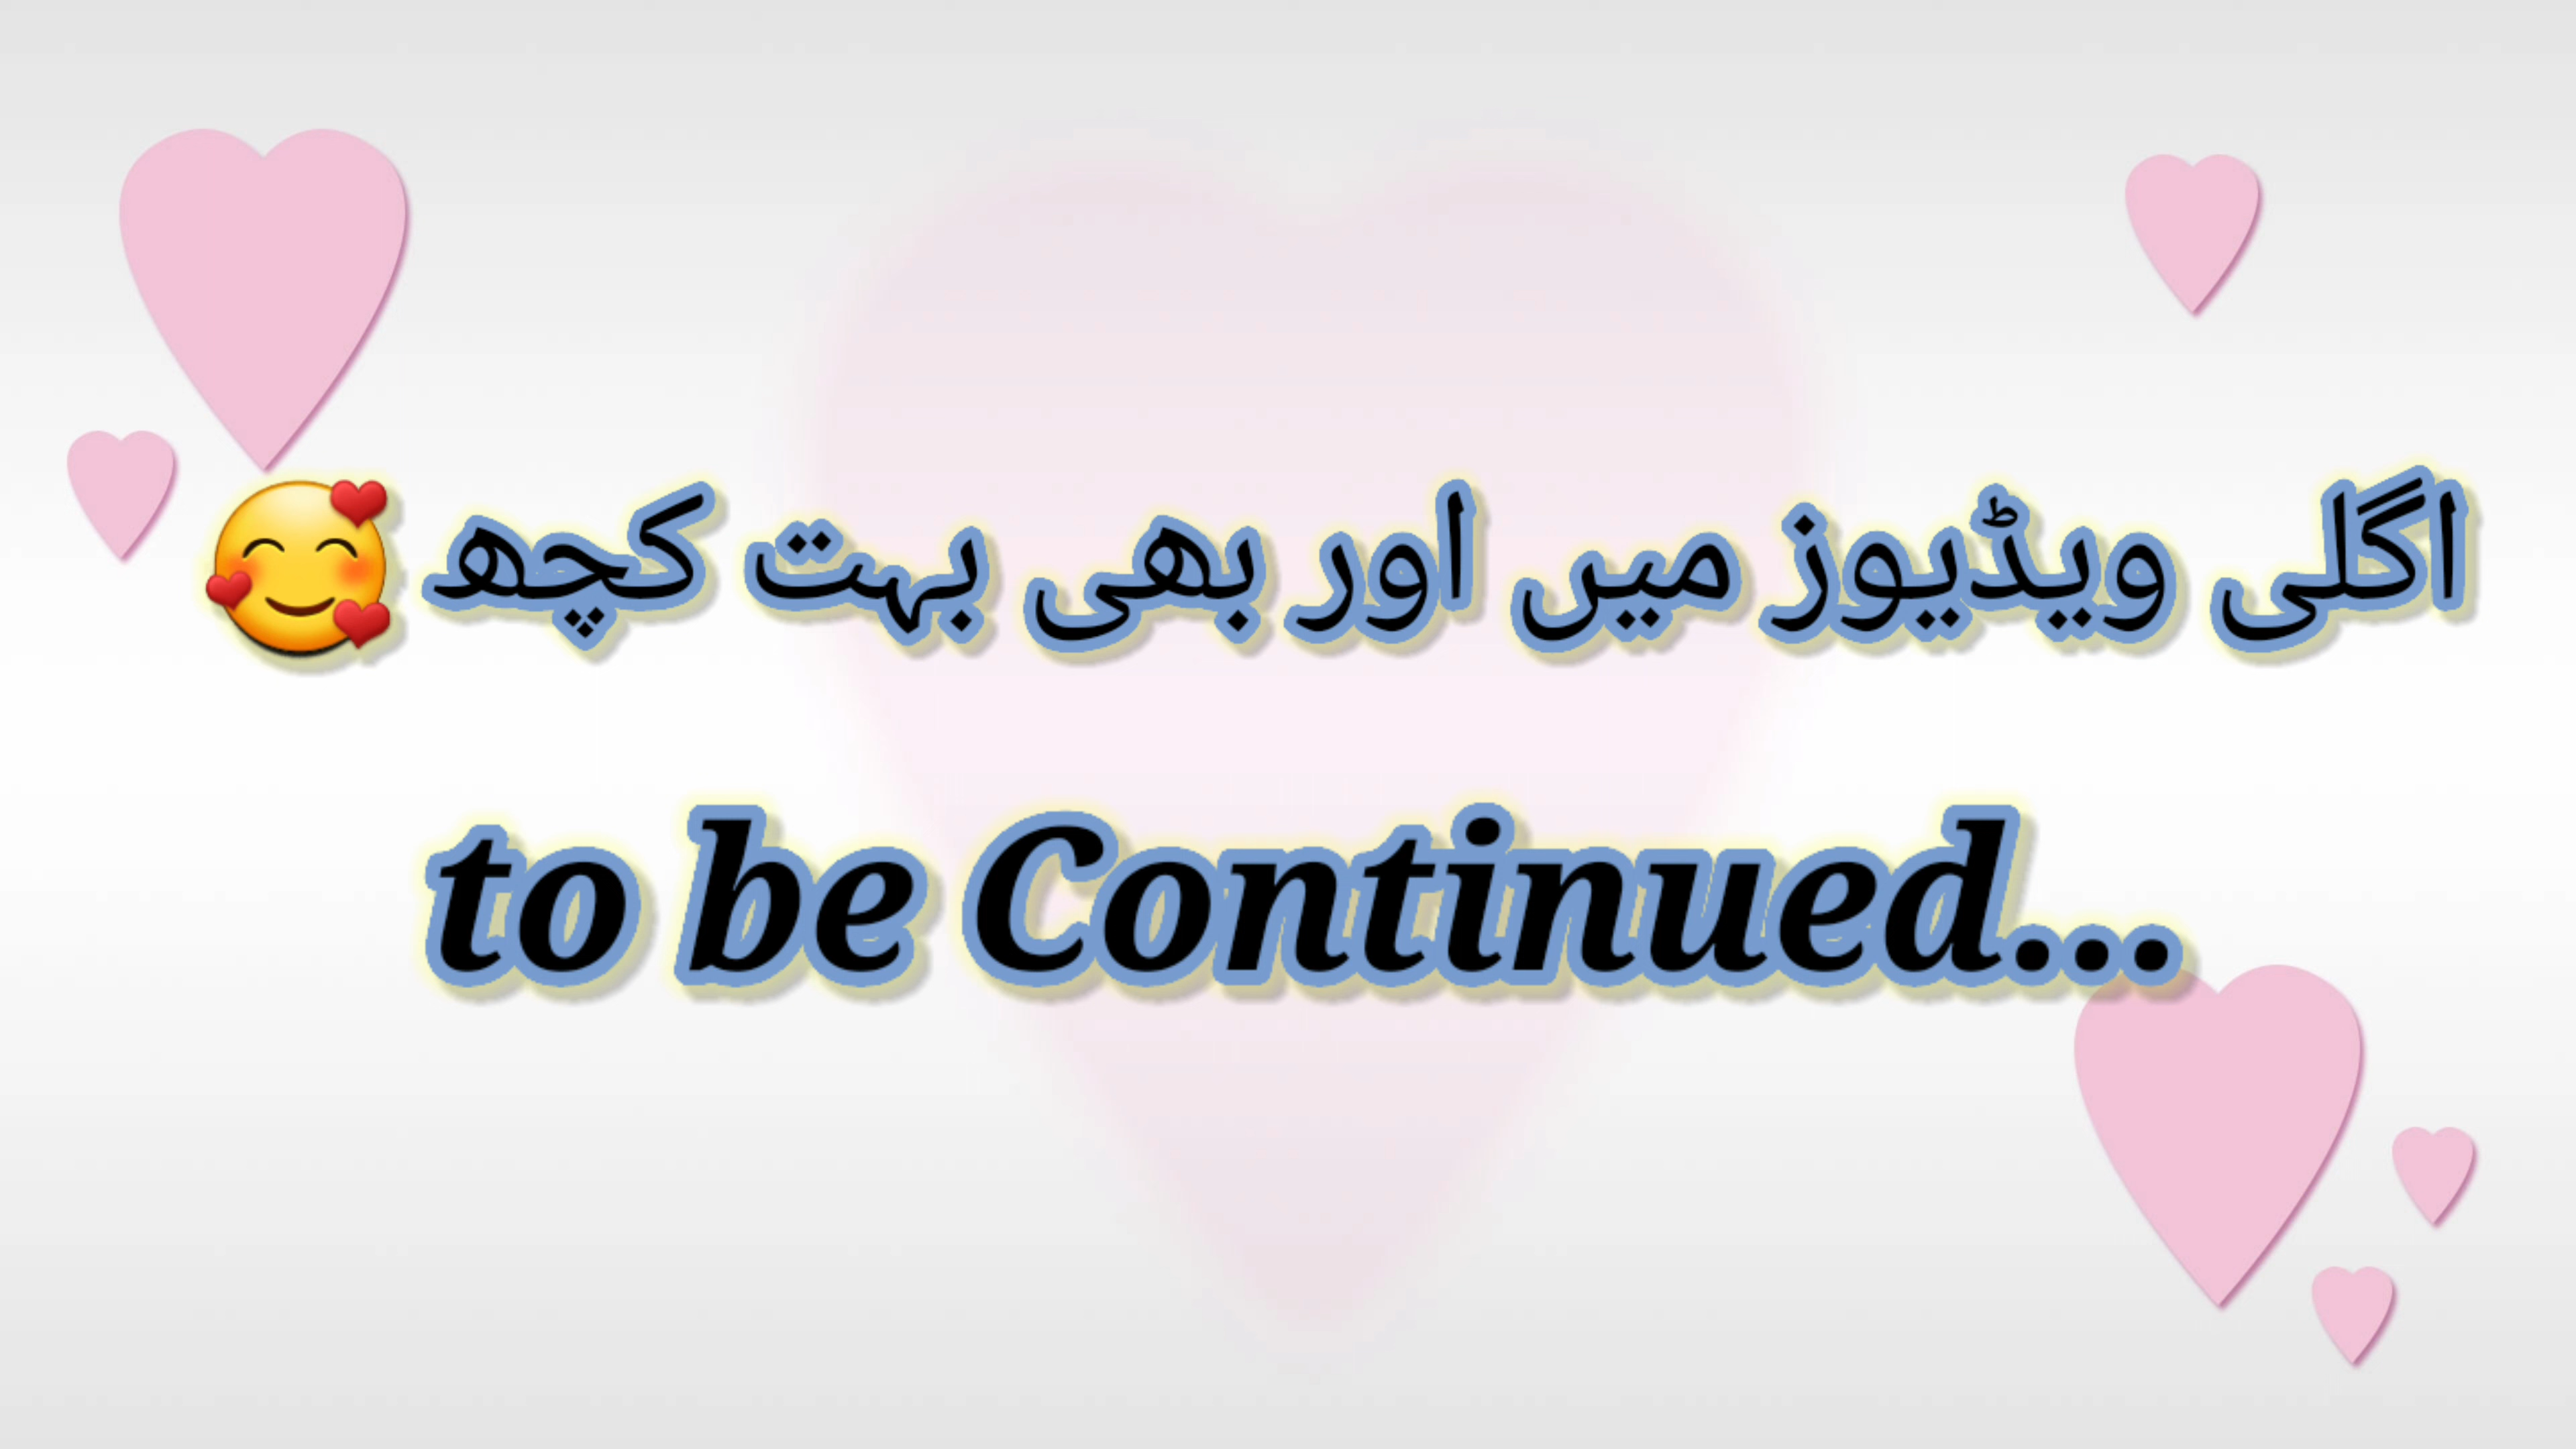 اگلی ویڈیوز میں اور بھی بہت کچھ 🥰
to be Continued...